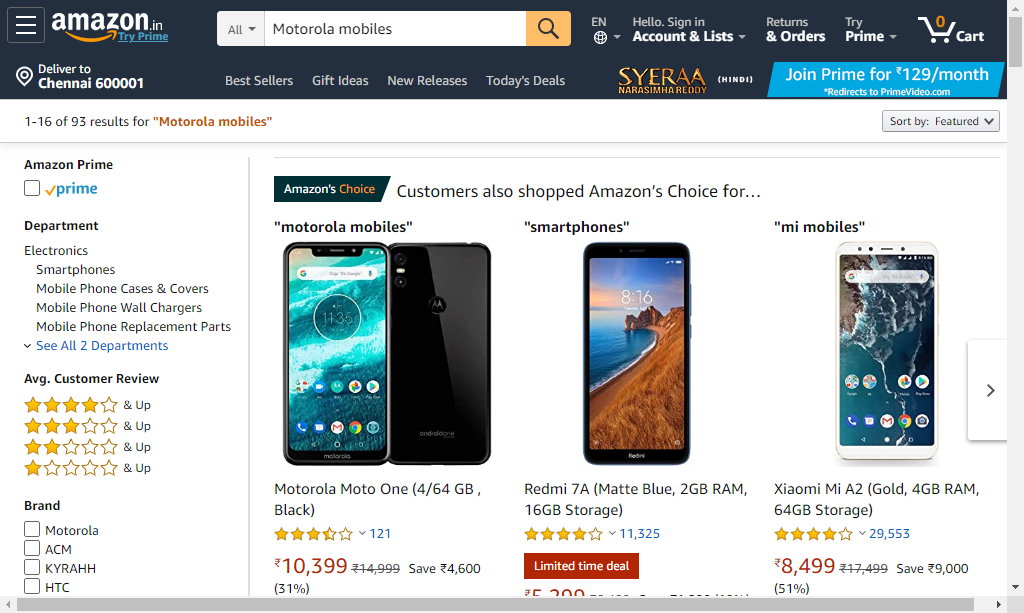 amazon.in
Try Prime
All
Motorola mobiles
EN
Hello. Sign in
Account & Lists
Returns
& Orders
Try
Prime
0
Cart
Deliver to
Chennai 600001
Best Sellers
Gift Ideas
New Releases
Today's Deals
SYERAA
NARASIMHA REDDY
(HINDI)
Join Prime for ₹129/month
*Redirects to PrimeVideo.com
1-16 of 93 results for "Motorola mobiles"
Sort by: Featured
Amazon Prime
prime
Department
Electronics
Smartphones
Mobile Phone Cases & Covers
Mobile Phone Wall Chargers
Mobile Phone Replacement Parts
See All 2 Departments
Avg. Customer Review
& Up
& Up
& Up
& Up
Brand
Motorola
ACM
KYRAHH
HTC
Amazon's Choice
Customers also shopped Amazon's Choice for…
"motorola mobiles"
11:35
motorola
androidone
Motorola Moto One (4/64 GB ,
Black)
121
₹10,399 ₹14,999 Save ₹4,600
(31%)
"smartphones"
8:16
Redmi
Redmi 7A (Matte Blue, 2GB RAM,
16GB Storage)
11,325
Limited time deal
"mi mobiles"
Xiaomi Mi A2 (Gold, 4GB RAM,
64GB Storage)
29,553
₹8,499 ₹17,499 Save ₹9,000
(51%)